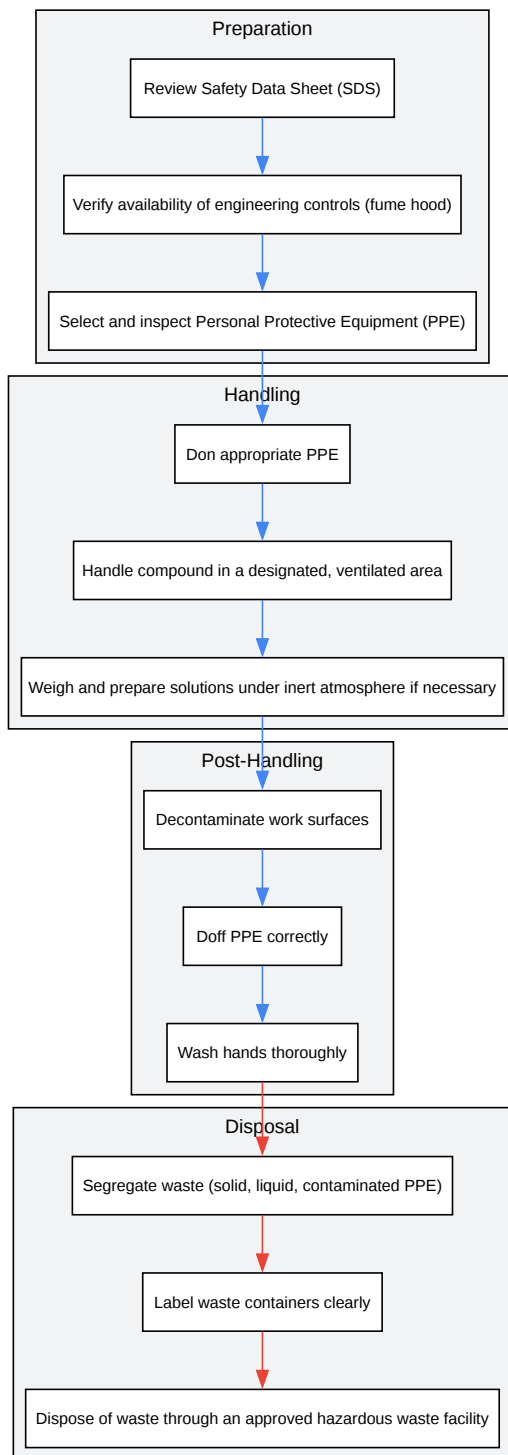 Preparation
Review Safety Data Sheet (SDS)
Verify availability of engineering controls (fume hood)
Select and inspect Personal Protective Equipment (PPE)
Handling
Don appropriate PPE
Handle compound in a designated, ventilated area
Weigh and prepare solutions under inert atmosphere if necessary
Post-Handling
Decontaminate work surfaces
Doff PPE correctly
Wash hands thoroughly
Disposal
Segregate waste (solid, liquid, contaminated PPE)
Label waste containers clearly
Dispose of waste through an approved hazardous waste facility